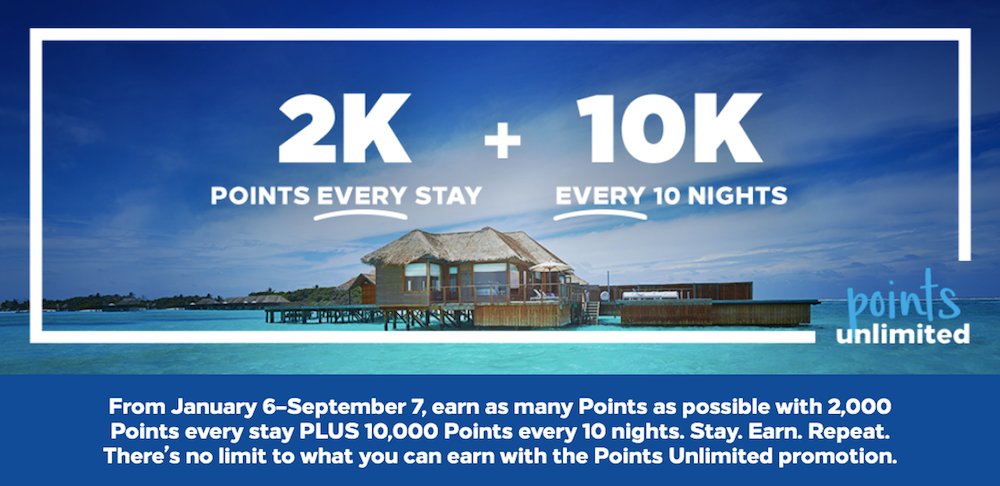 2K + 10K
POINTS EVERY STAY EVERY 10 NIGHTS
points
unlimited
From January 6–September 7, earn as many Points as possible with 2,000
Points every stay PLUS 10,000 Points every 10 nights. Stay. Earn. Repeat.
There's no limit to what you can earn with the Points Unlimited promotion.